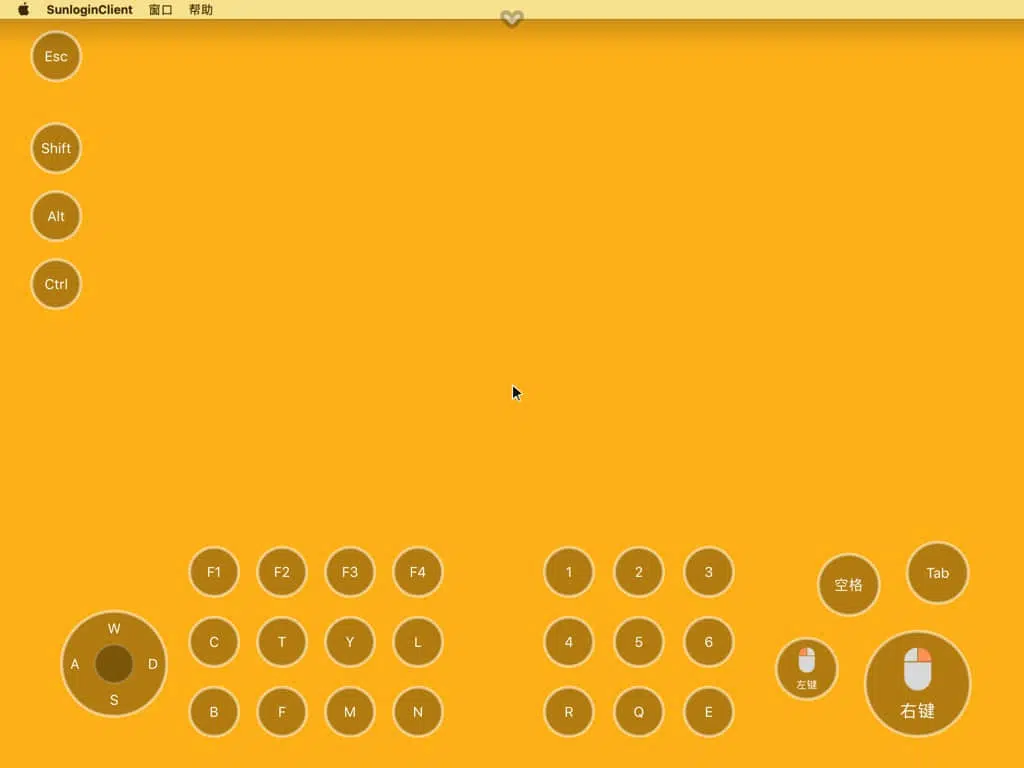 SunloginClient 窗口 帮助
Esc
Shift
Alt
Ctrl
F1 F2 F3 F4 1 2 3 空格 Tab
W
A D
S
C T Y L 4 5 6
左键
右键
B F M N R Q E